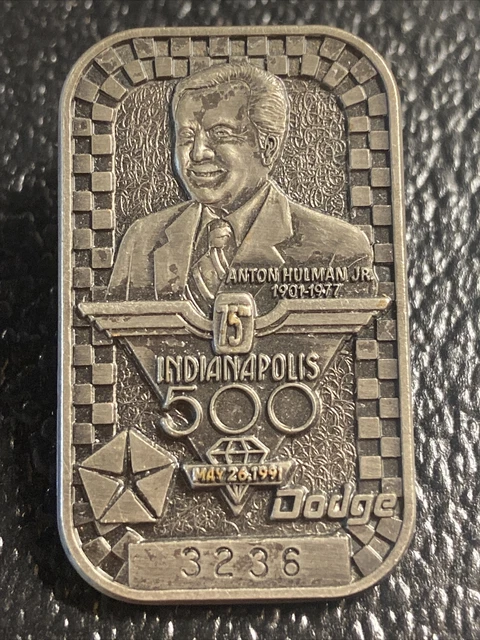 ANTON HULMAN, JR.
1901-1977
75
INDIANAPOLIS
500
MAY 26, 1991
Dodge
3236